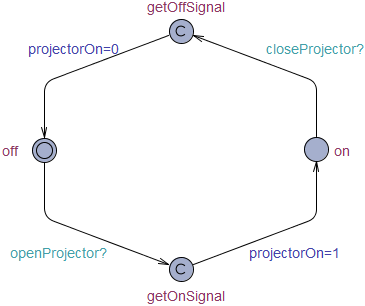 getOffSignal
C
projectorOn=0
closeProjector?
off
on
openProjector?
projectorOn=1
C
getOnSignal